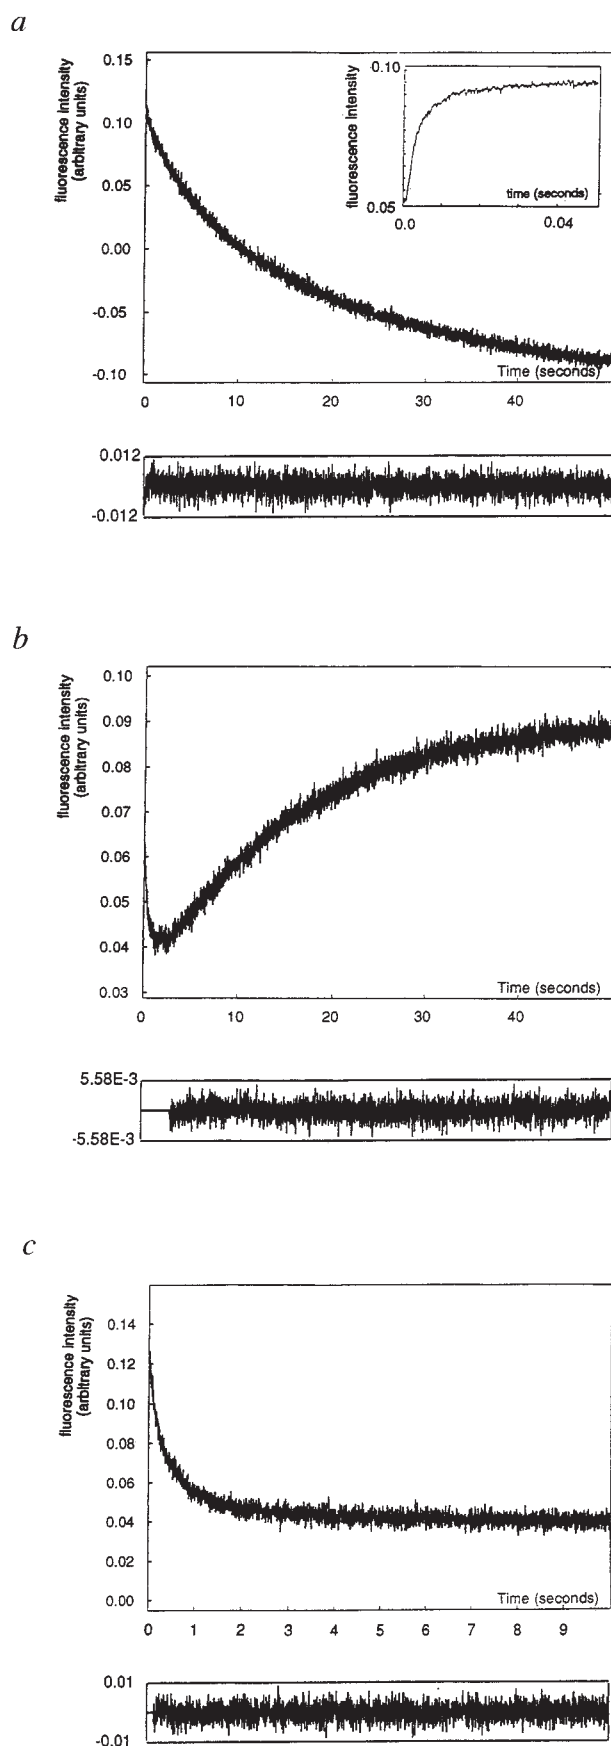 a
fluorescence intensity
(arbitrary units)
0.15
0.10
0.05
0.00
-0.05
-0.10
0 10 20 30 40
Time (seconds)
fluorescence intensity
0.10
0.05
0.0 0.04
time (seconds)
0.012
-0.012
b
fluorescence intensity
(arbitrary units)
0.10
0.09
0.08
0.07
0.06
0.05
0.04
0.03
0 10 20 30 40
Time (seconds)
5.58E-3
-5.58E-3
c
fluorescence intensity
(arbitrary units)
0.14
0.12
0.10
0.08
0.06
0.04
0.02
0.00
0 1 2 3 4 5 6 7 8 9
Time (seconds)
0.01
-0.01